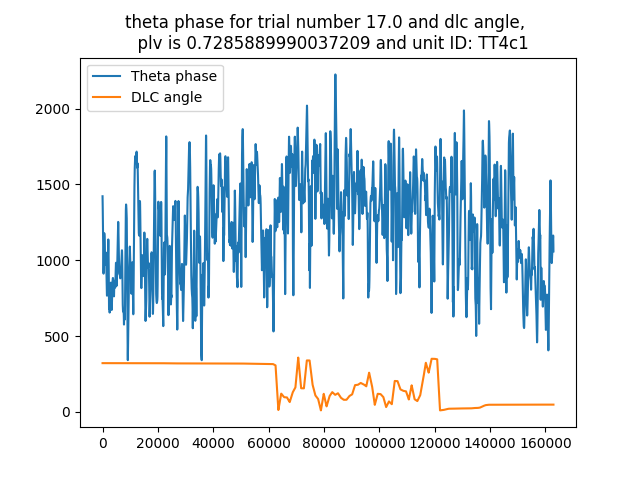 theta phase for trial number 17.0 and dlc angle,
plv is 0.7285889990037209 and unit ID: TT4c1
Theta phase
DLC angle
2000
1500
1000
500
0
0 20000 40000 60000 80000 100000 120000 140000 160000